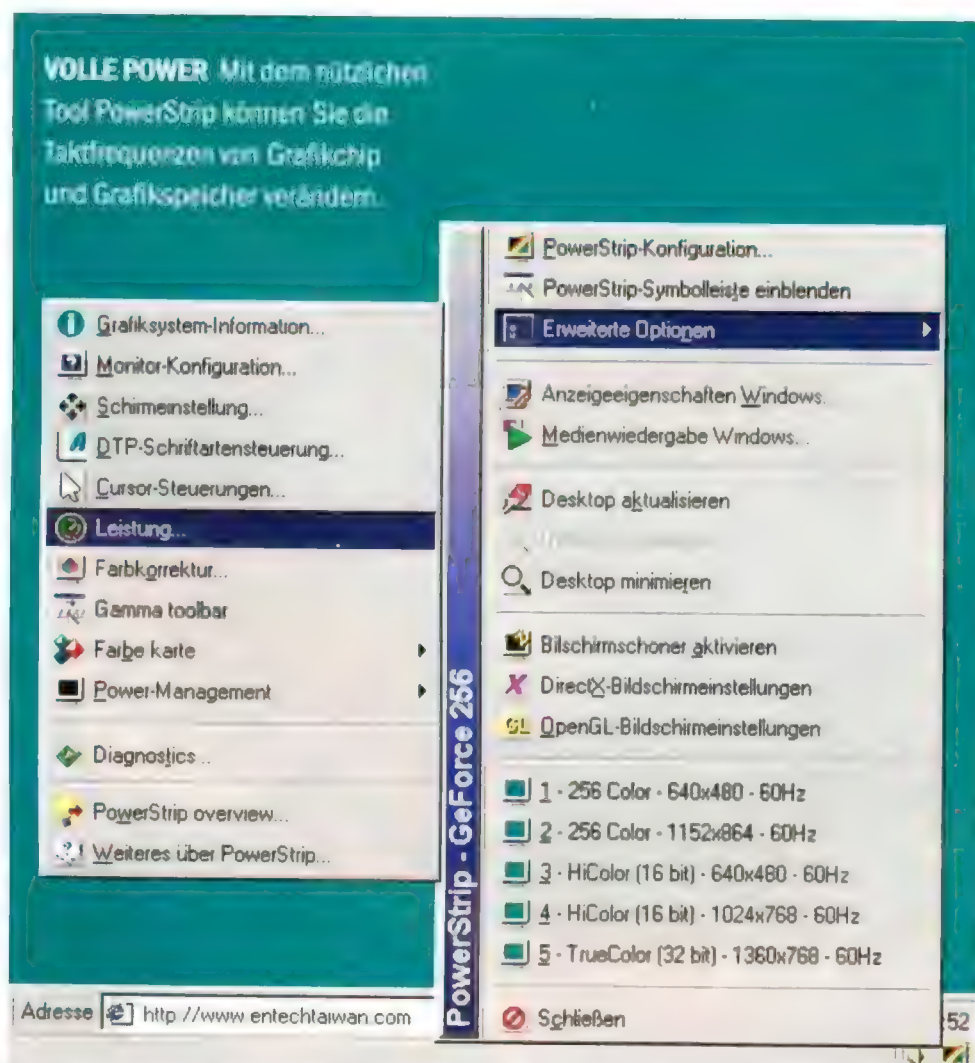 VOLLE POWER Mit dem nützlichen
Tool PowerStrip können Sie die
Taktfrequenzen von Grafikchip
und Grafikspeicher verändern.
PowerStrip-Konfiguration...
PowerStrip-Symbolleiste einblenden
Erweiterte Optionen
Anzeigeeigenschaften Windows.
Medienwiedergabe Windows...
Desktop aktualisieren
Desktop minimieren
Bilschirmschoner aktivieren
DirectX-Bildschirmeinstellungen
OpenGL-Bildschirmeinstellungen
1 - 256 Color - 640x480 - 60Hz
2 - 256 Color - 1152x864 - 60Hz
3 - HiColor (16 bit) - 640x480 - 60Hz
4 - HiColor (16 bit) - 1024x768 - 60Hz
5 - TrueColor (32 bit) - 1360x768 - 60Hz
Schließen
PowerStrip - GeForce 256
Grafiksystem-Information...
Monitor-Konfiguration...
Schirmeinstellung...
DTP-Schriftartensteuerung...
Cursor-Steuerungen...
Leistung...
Farbkorrektur...
Gamma toolbar
Farbe karte
Power-Management
Diagnostics ..
PowerStrip overview...
Weiteres über PowerStrip...
Adresse http://www.entechtaiwan.com
:52